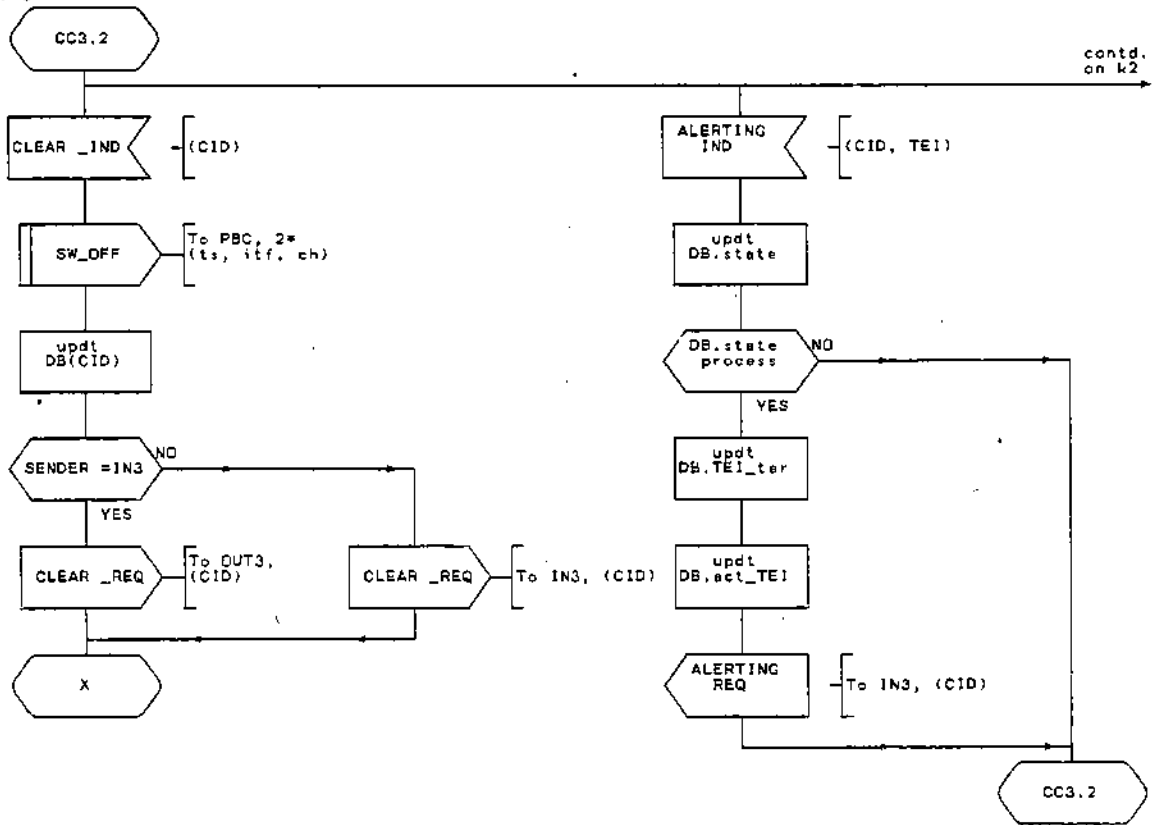 CC3.2
contd.
on k2
CLEAR _IND
(CID)
ALERTING
IND
(CID, TEI)
SW_OFF
To PBC, 2*
(ts, itf, ch)
updt
DB.state
updt
DB(CID)
DB.state
process
NO
YES
SENDER =IN3
NO
YES
updt
DB.TEI_ter
CLEAR _REQ
To OUT3,
(CID)
CLEAR _REQ
To IN3, (CID)
updt
DB.act_TEI
X
ALERTING
REQ
To IN3, (CID)
CC3.2